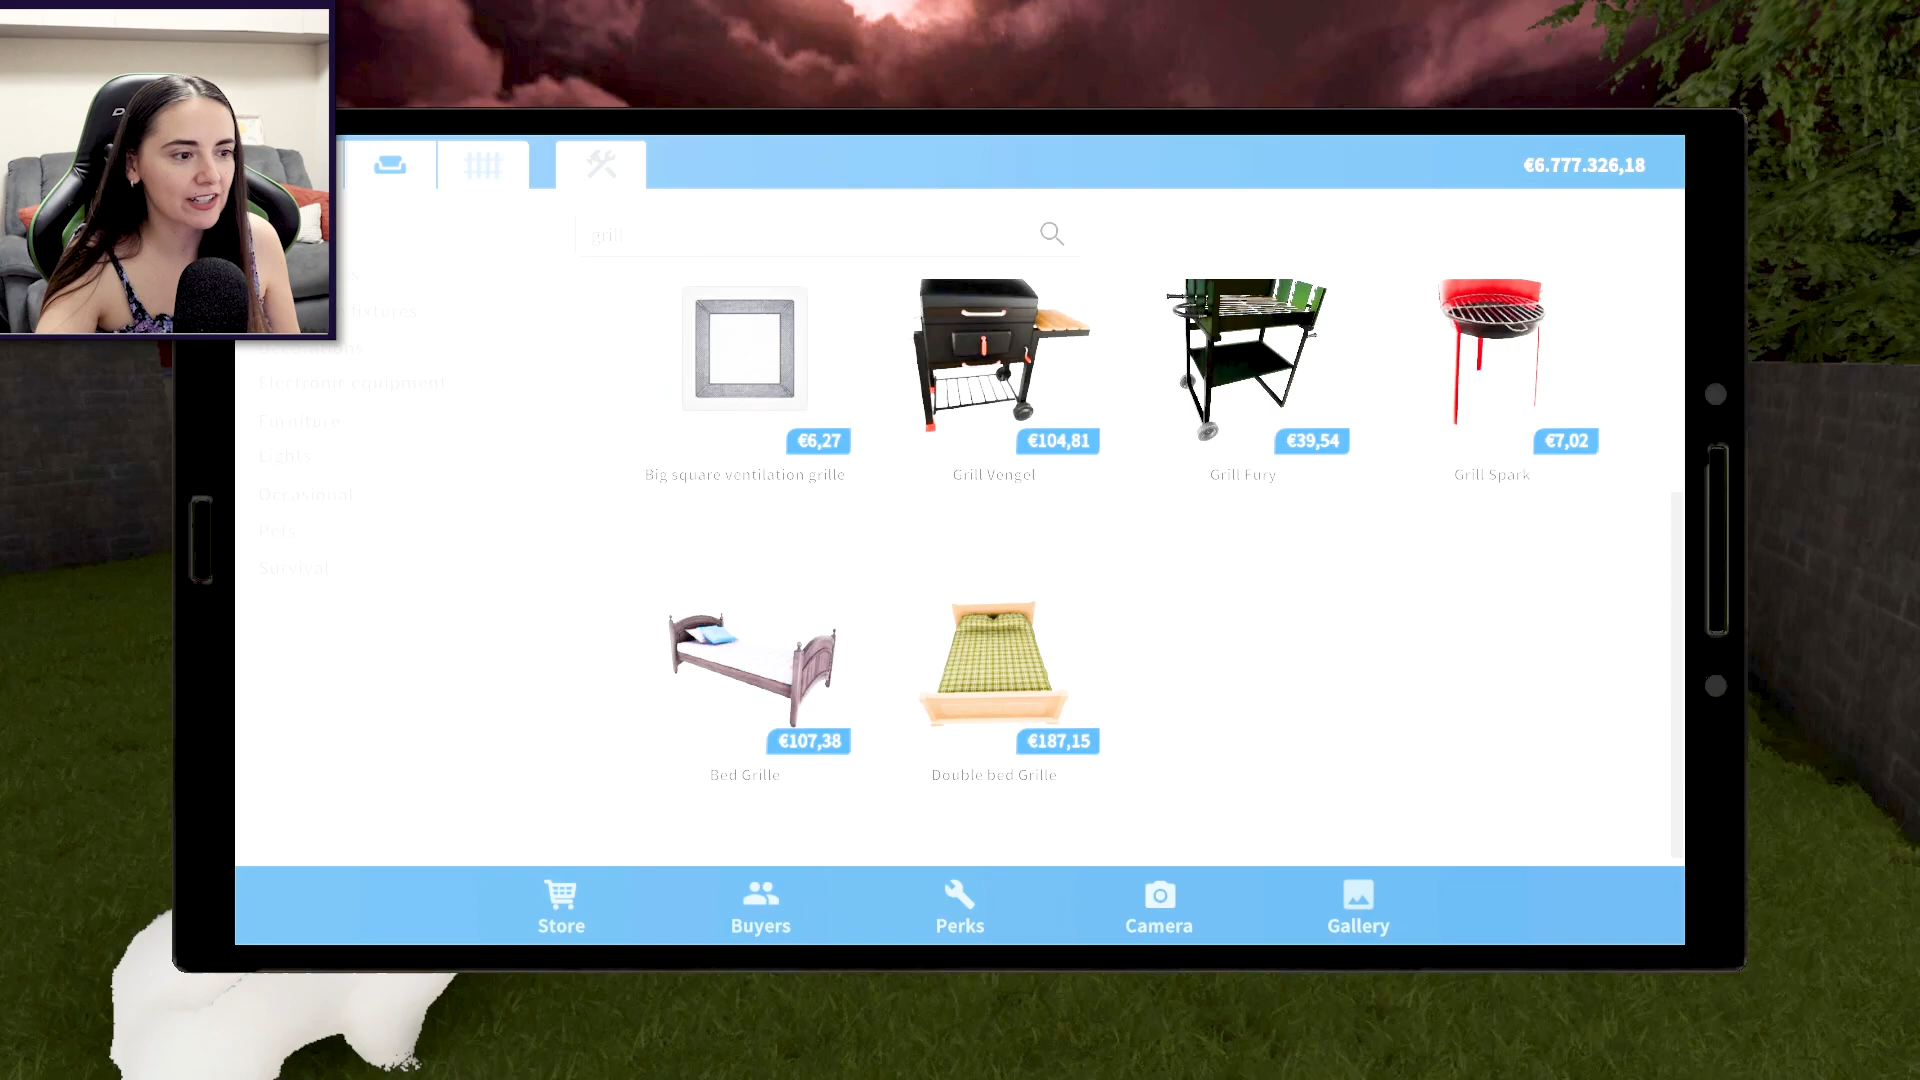 €6.777.326,18
grill
fixtures
Decorations
Electronic equipment
Furniture
Lights
Occasional
Pets
Survival
€6,27
€104,81
€39,54
€7,02
Big square ventilation grille
Grill Vengel
Grill Fury
Grill Spark
€107,38
€187,15
Bed Grille
Double bed Grille
Store
Buyers
Perks
Camera
Gallery